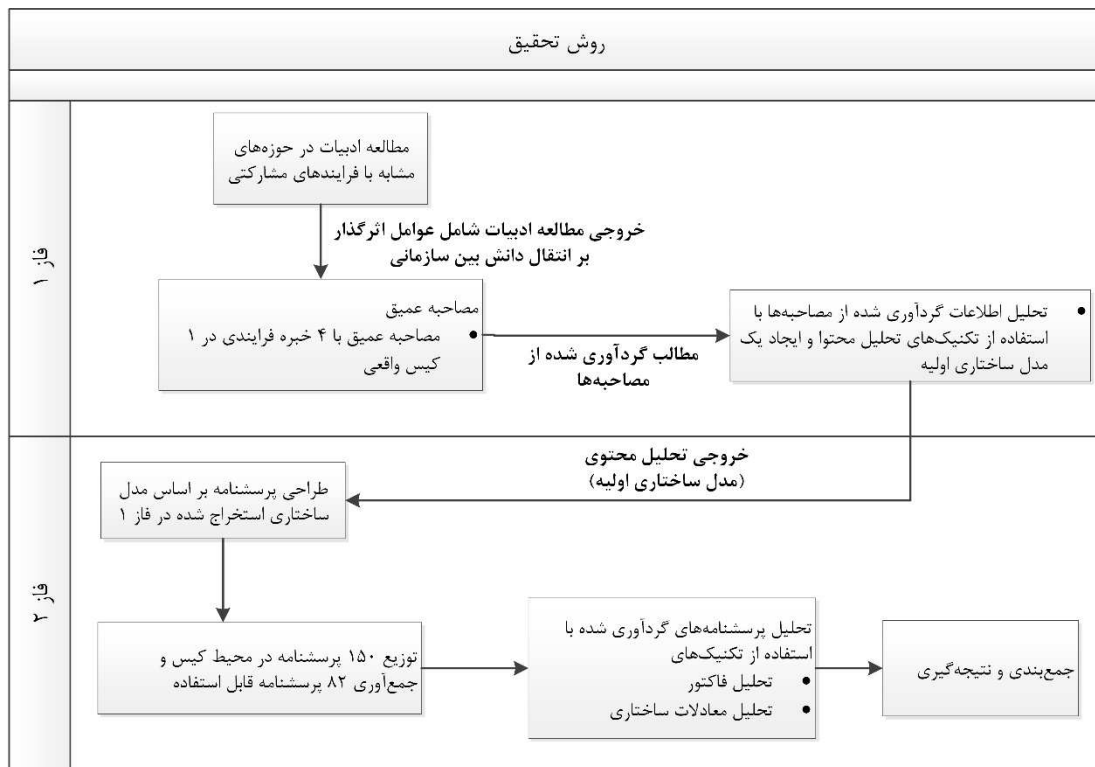 روش تحقیق
فاز ۱
مطالعه ادبیات در حوزه‌های
مشابه با فرایندهای مشارکتی
خروجی مطالعه ادبیات شامل عوامل اثرگذار
بر انتقال دانش بین سازمانی
مصاحبه عمیق
• مصاحبه عمیق با ۴ خبره فرایندی در ۱
کیس واقعی
مطالب گردآوری شده از
مصاحبه‌ها
• تحلیل اطلاعات گردآوری شده از مصاحبه‌ها با
استفاده از تکنیک‌های تحلیل محتوا و ایجاد یک
مدل ساختاری اولیه
فاز ۲
خروجی تحلیل محتوی
(مدل ساختاری اولیه)
طراحی پرسشنامه بر اساس مدل
ساختاری استخراج شده در فاز ۱
توزیع ۱۵۰ پرسشنامه در محیط کیس و
جمع‌آوری ۸۲ پرسشنامه قابل استفاده
تحلیل پرسشنامه‌های گردآوری شده با
استفاده از تکنیک‌های
• تحلیل فاکتور
• تحلیل معادلات ساختاری
جمع‌بندی و نتیجه‌گیری